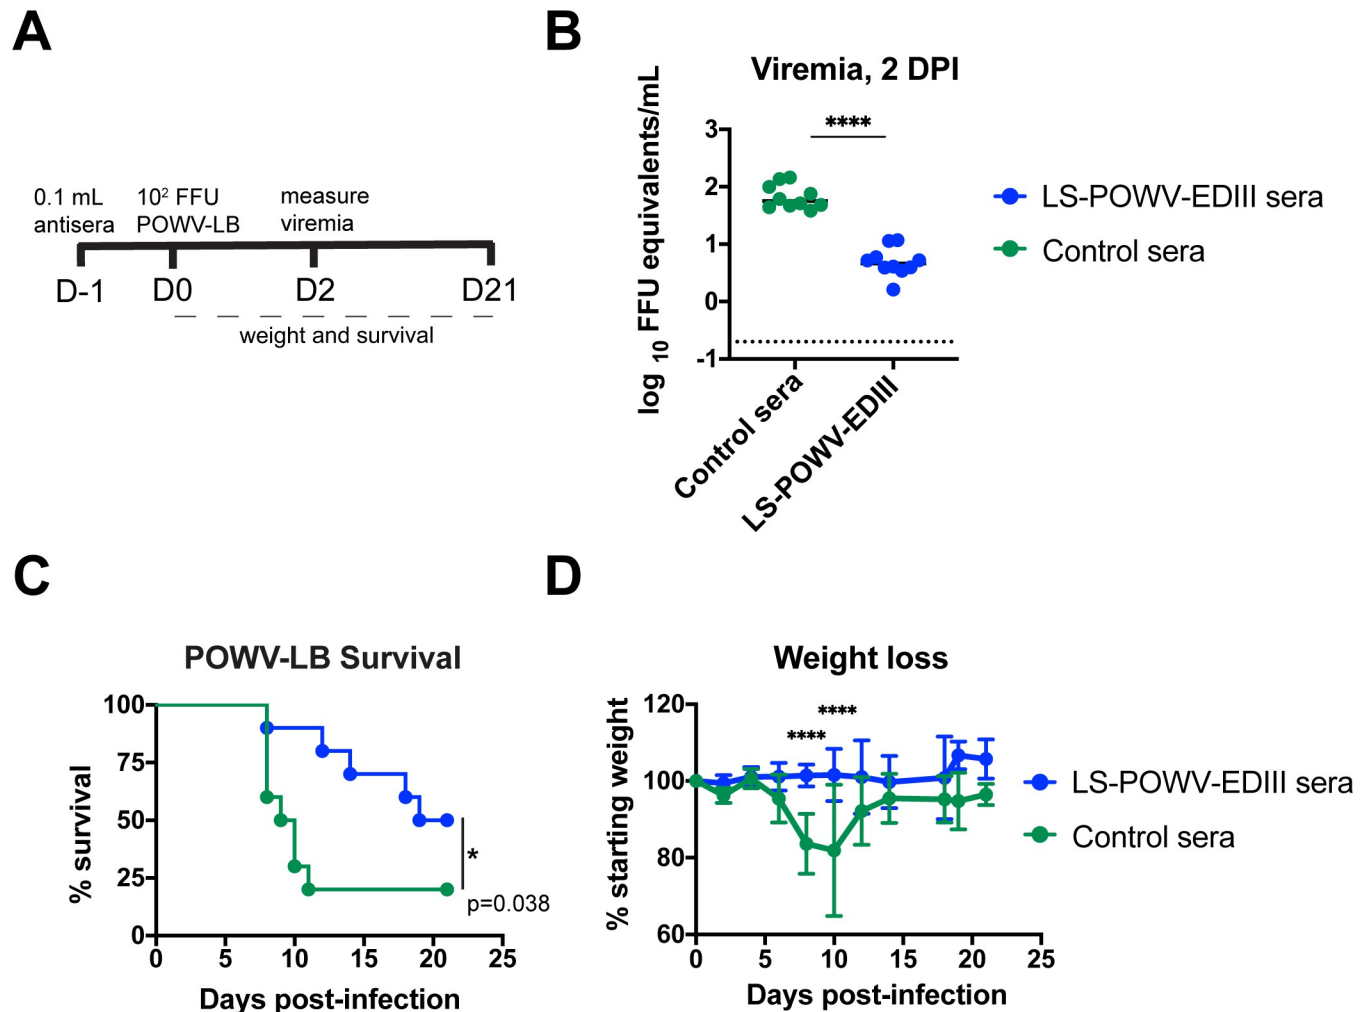 A
0.1 mL
antisera
10² FFU
POWV-LB
measure
viremia
D-1
D0
D2
D21
weight and survival
B
Viremia, 2 DPI
log 10 FFU equivalents/mL
3
2
1
0
-1
****
Control sera
LS-POWV-EDIII
LS-POWV-EDIII sera
Control sera
C
POWV-LB Survival
% survival
100
75
50
25
0
0 5 10 15 20 25
Days post-infection
*
p=0.038
D
Weight loss
% starting weight
120
100
80
60
**** 
****
0 5 10 15 20 25
Days post-infection
LS-POWV-EDIII sera
Control sera